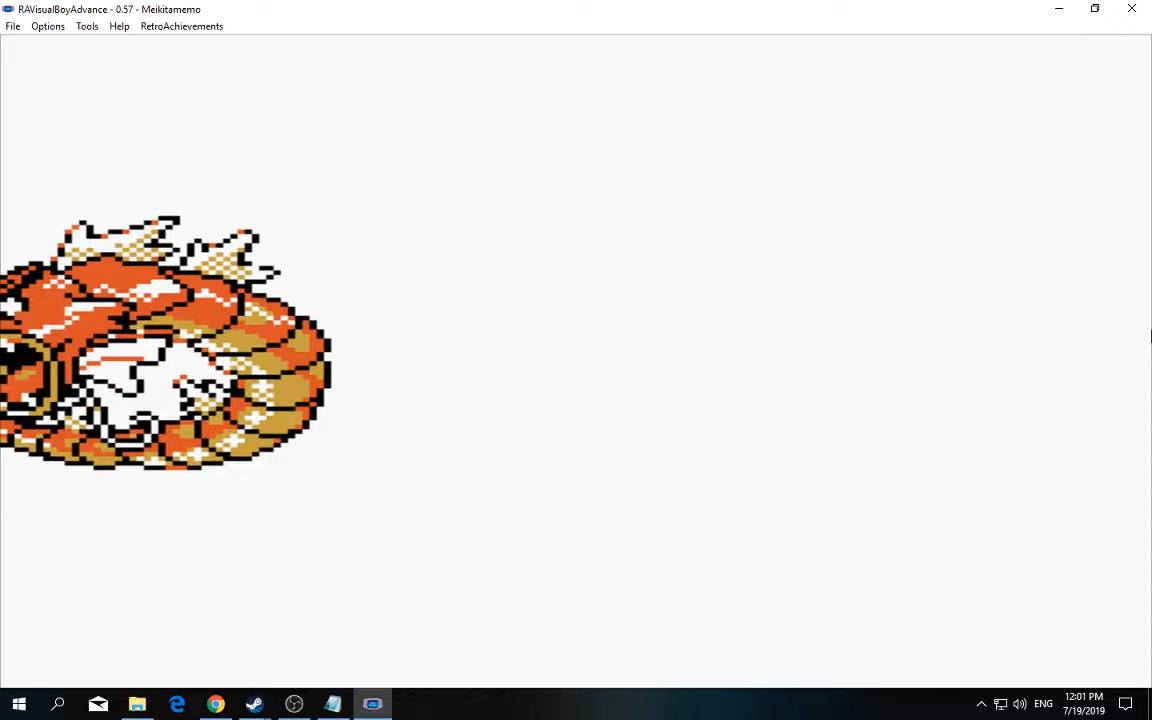 RAVisualBoyAdvance - 0.57 - Meikitamemo
File Options Tools Help RetroAchievements
ENG
12:01 PM
7/19/2019